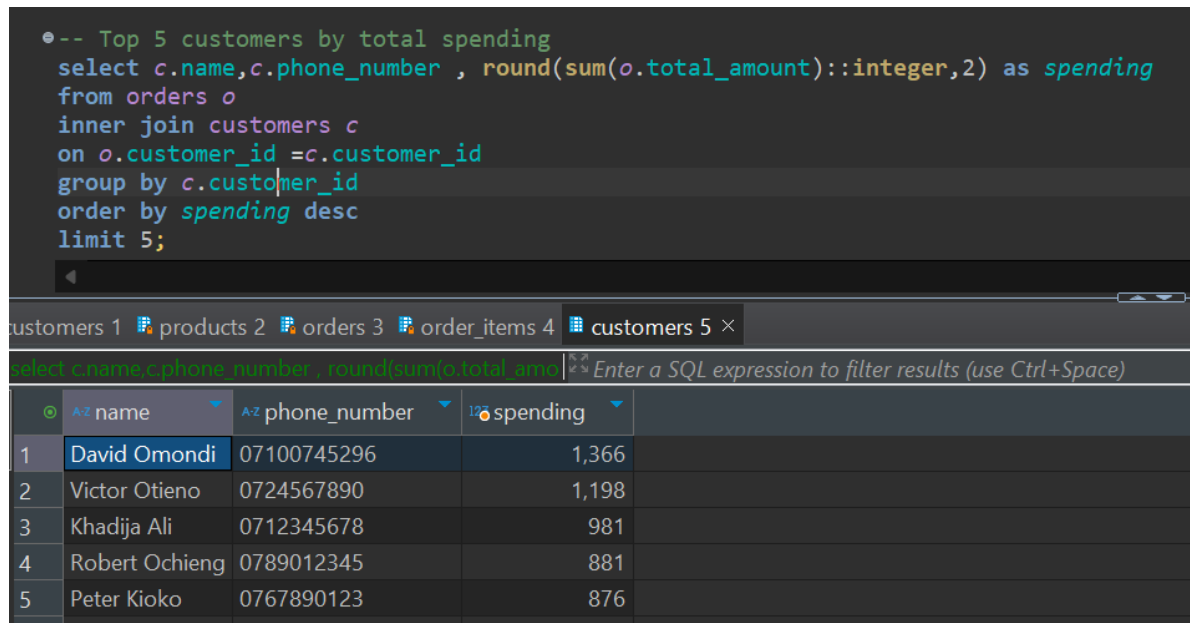 -- Top 5 customers by total spending
select c.name,c.phone_number , round(sum(o.total_amount)::integer,2) as spending
from orders o
inner join customers c
on o.customer_id =c.customer_id
group by c.customer_id
order by spending desc
limit 5;
customers 1 products 2 orders 3 order_items 4 customers 5 ×
select c.name,c.phone_number , round(sum(o.total_amo Enter a SQL expression to filter results (use Ctrl+Space)
A-Z name A-Z phone_number 123 spending
1 David Omondi 07100745296 1,366
2 Victor Otieno 0724567890 1,198
3 Khadija Ali 0712345678 981
4 Robert Ochieng 0789012345 881
5 Peter Kioko 0767890123 876